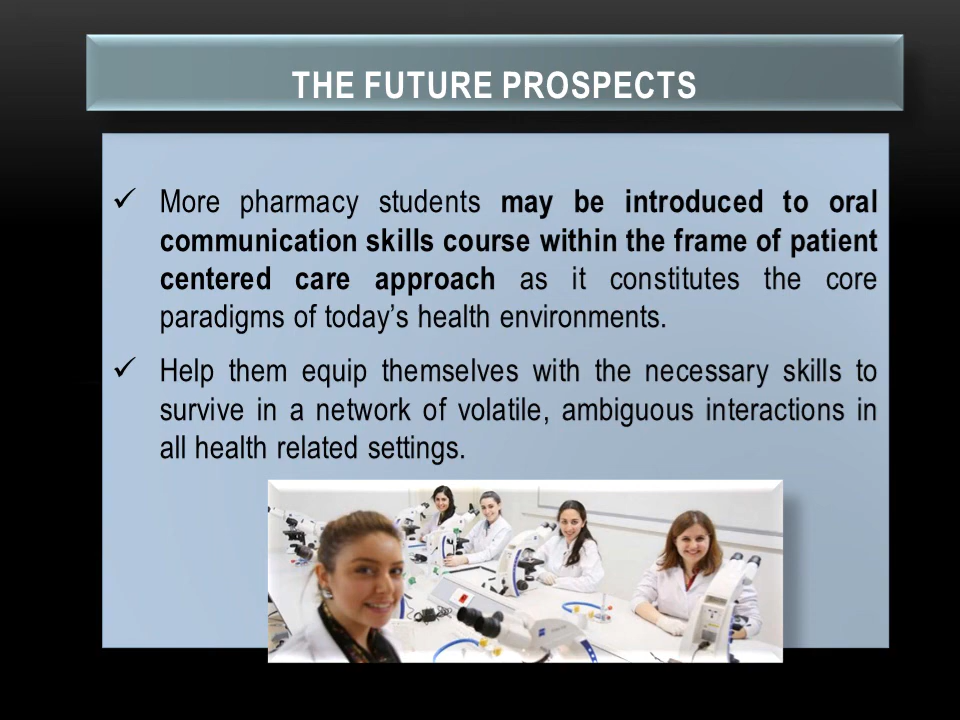 THE FUTURE PROSPECTS
✓ More pharmacy students may be introduced to oral
communication skills course within the frame of patient
centered care approach as it constitutes the core
paradigms of today’s health environments.
✓ Help them equip themselves with the necessary skills to
survive in a network of volatile, ambiguous interactions in
all health related settings.